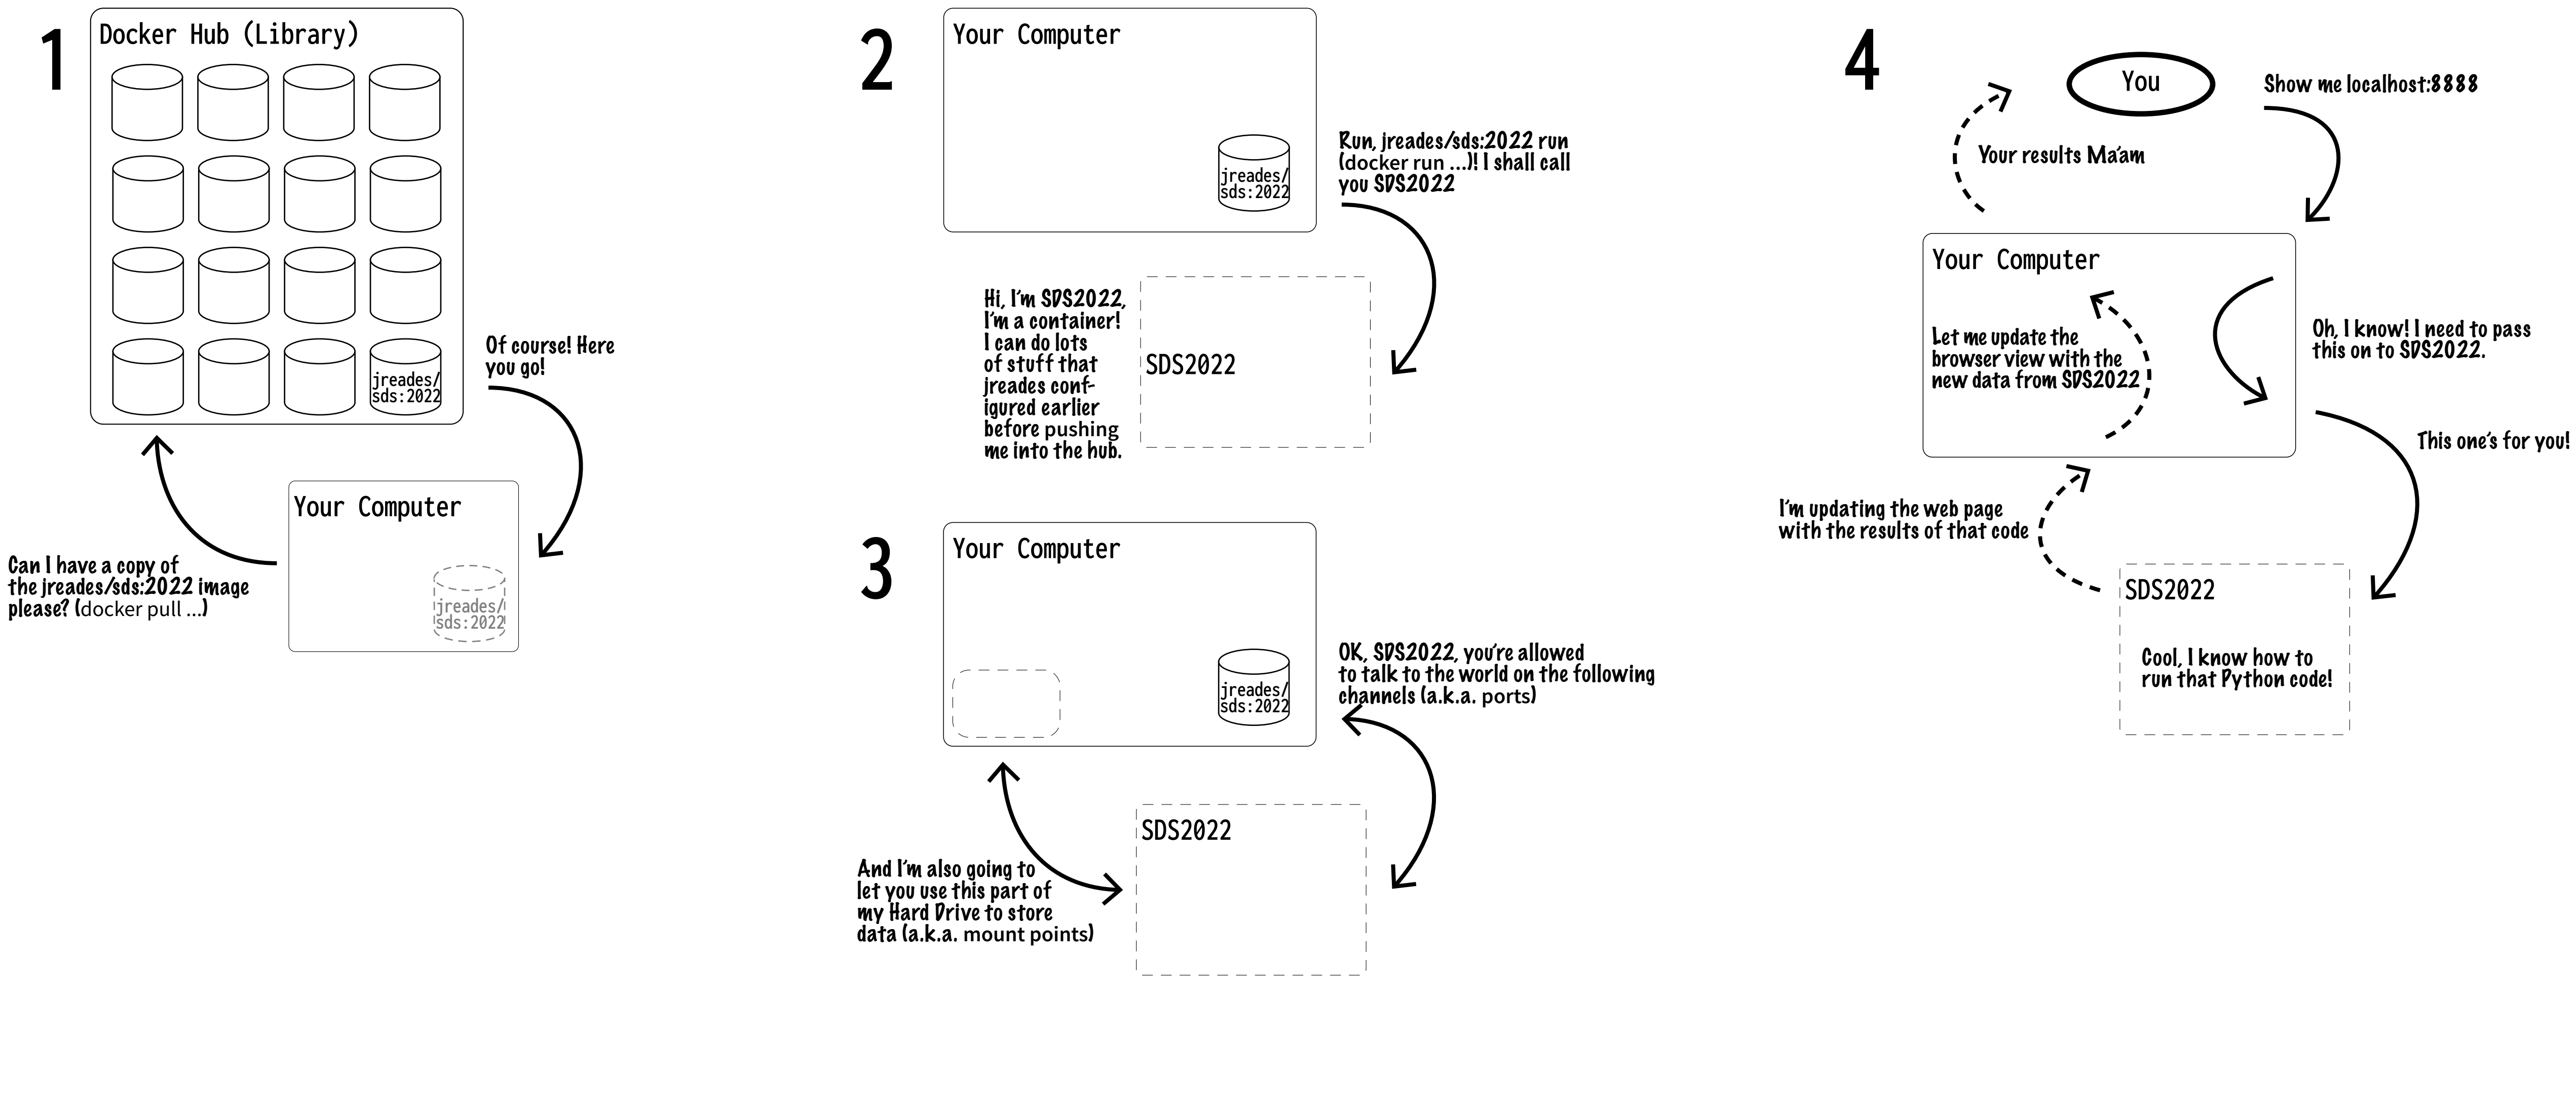 1
Docker Hub (Library)
jreades/
sds:2022
Of course! Here
you go!
Your Computer
jreades/
sds:2022
Can I have a copy of
the jreades/sds:2022 image
please? (docker pull ...)
2
Your Computer
jreades/
sds:2022
Run, jreades/sds:2022 run
(docker run ...)! I shall call
you SDS2022
Hi, I'm SDS2022,
I'm a container!
I can do lots
of stuff that
jreades conf-
igured earlier
before pushing
me into the hub.
SDS2022
3
Your Computer
jreades/
sds:2022
OK, SDS2022, you're allowed
to talk to the world on the following
channels (a.k.a. ports)
SDS2022
And I'm also going to
let you use this part of
my Hard Drive to store
data (a.k.a. mount points)
4
You
Show me localhost:8888
Your results Ma'am
Your Computer
Let me update the
browser view with the
new data from SDS2022
Oh, I know! I need to pass
this on to SDS2022.
This one's for you!
I'm updating the web page
with the results of that code
SDS2022
Cool, I know how to
run that Python code!